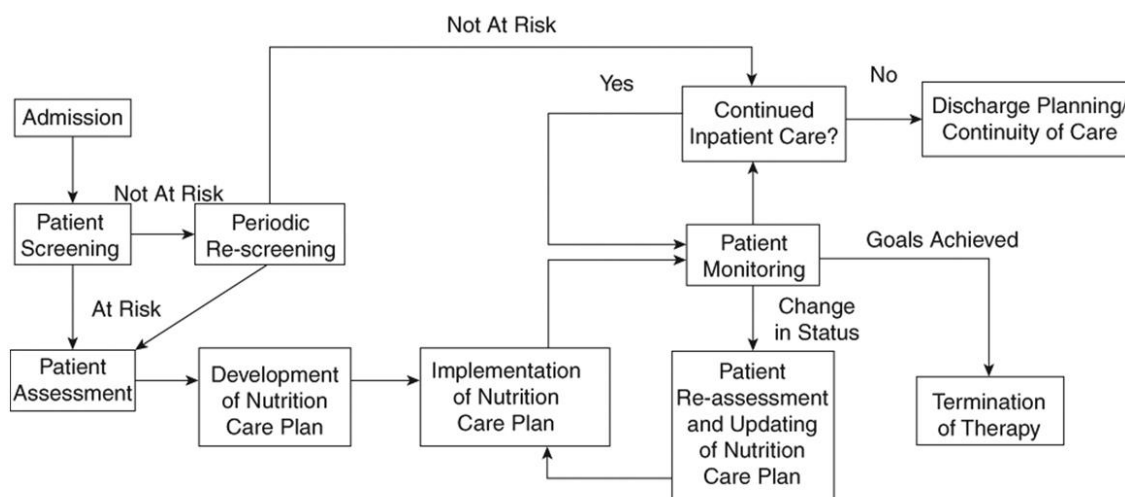 Not At Risk
Yes
No
Admission
Continued
Inpatient Care?
Discharge Planning/
Continuity of Care
Not At Risk
Patient
Screening
Periodic
Re-screening
Patient
Monitoring
Goals Achieved
At Risk
Change
in Status
Patient
Assessment
Development
of Nutrition
Care Plan
Implementation
of Nutrition
Care Plan
Patient
Re-assessment
and Updating
of Nutrition
Care Plan
Termination
of Therapy